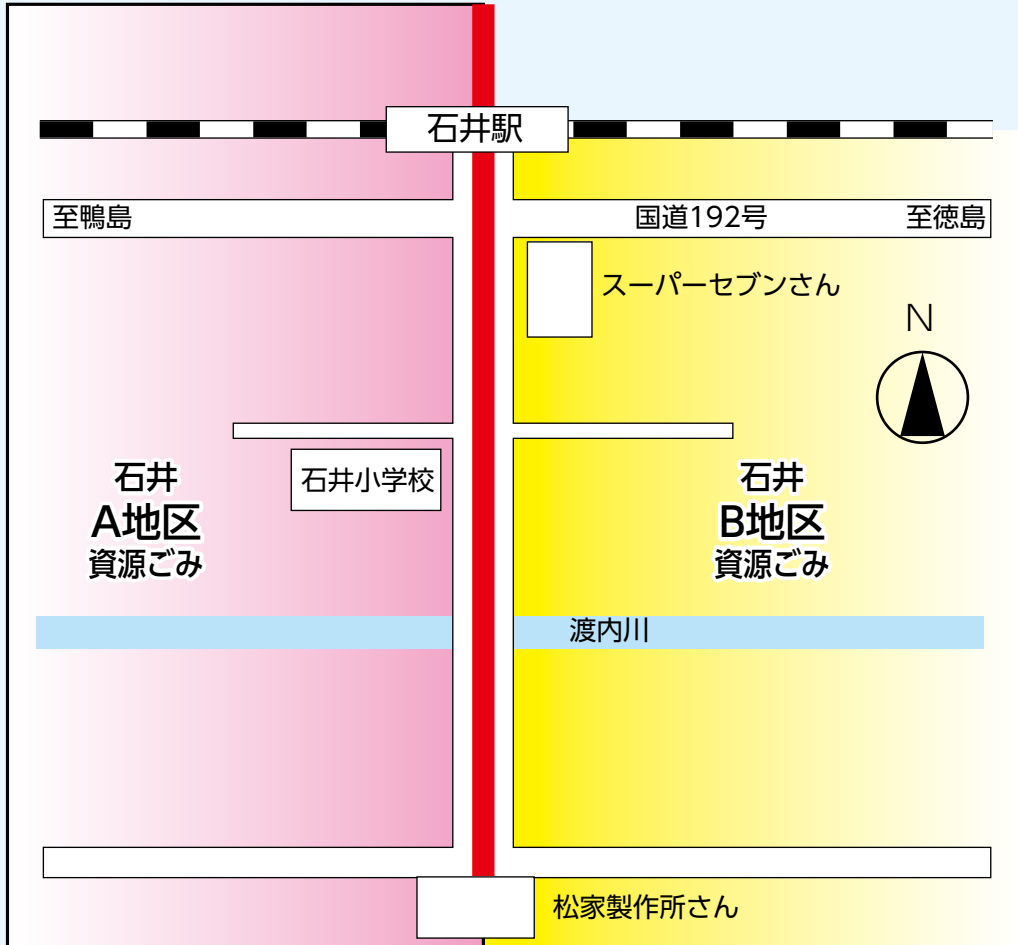 石井駅
至鴨島
国道192号
至徳島
スーパーセブンさん
N
石井
A地区
資源ごみ
石井小学校
石井
B地区
資源ごみ
渡内川
松家製作所さん